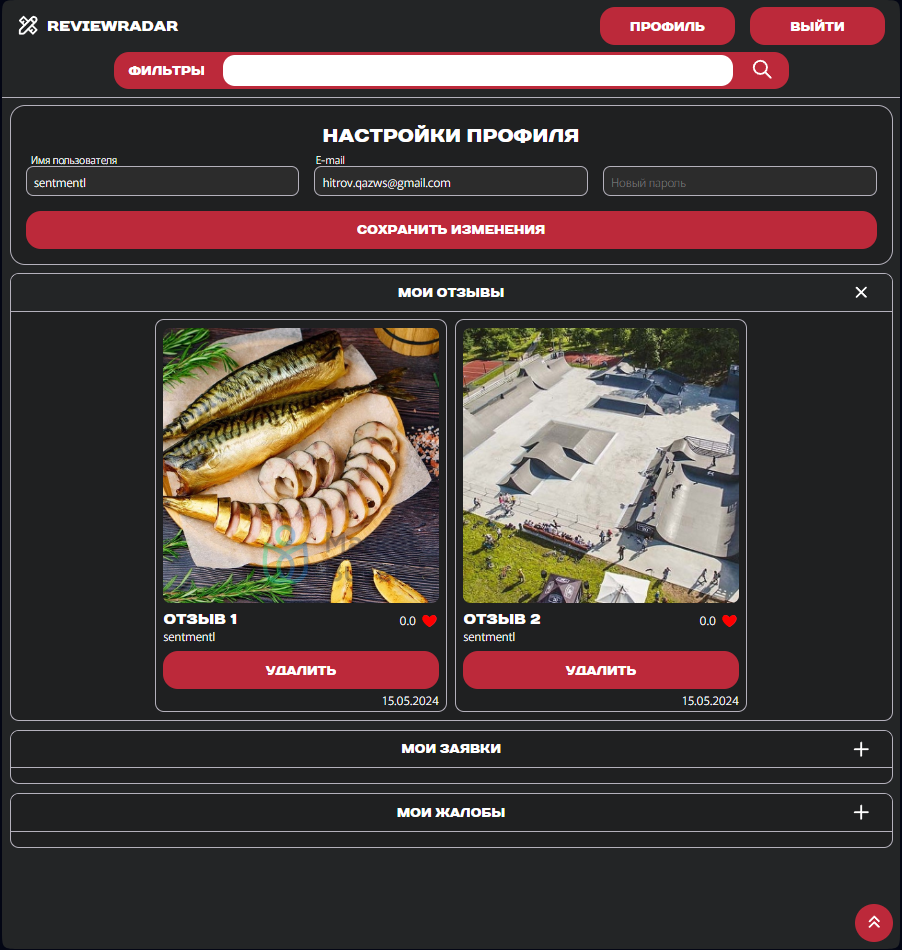 REVIEWRADAR
ПРОФИЛЬ
ВЫЙТИ
ФИЛЬТРЫ
НАСТРОЙКИ ПРОФИЛЯ
Имя пользователя
E-mail
sentmentl
hitrov.qazws@gmail.com
Новый пароль
СОХРАНИТЬ ИЗМЕНЕНИЯ
МОИ ОТЗЫВЫ
ОТЗЫВ 1
0.0
sentmentl
УДАЛИТЬ
15.05.2024
ОТЗЫВ 2
0.0
sentmentl
УДАЛИТЬ
15.05.2024
МОИ ЗАЯВКИ
МОИ ЖАЛОБЫ